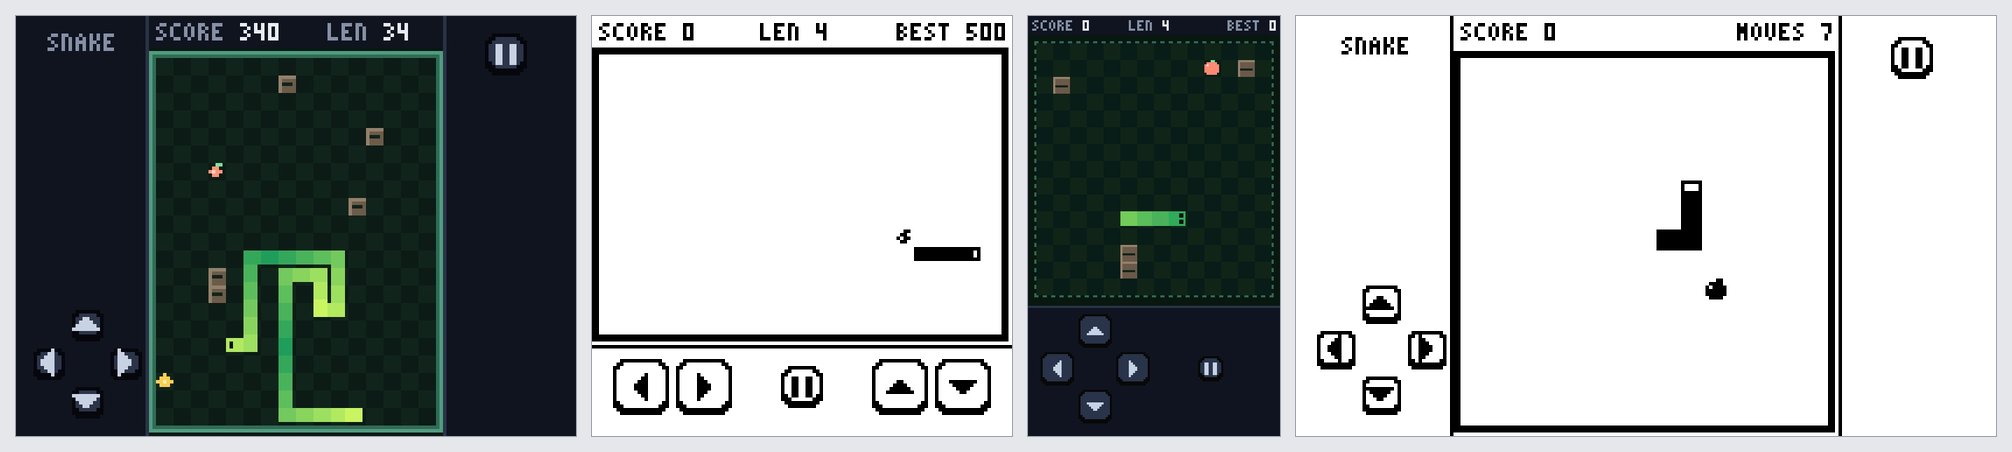 SNAKE
SCORE 340 LEN 34
SCORE 0 LEN 4 BEST 500
SCORE 0 LEN 4 BEST 0
SNAKE
SCORE 0 MOVES 7